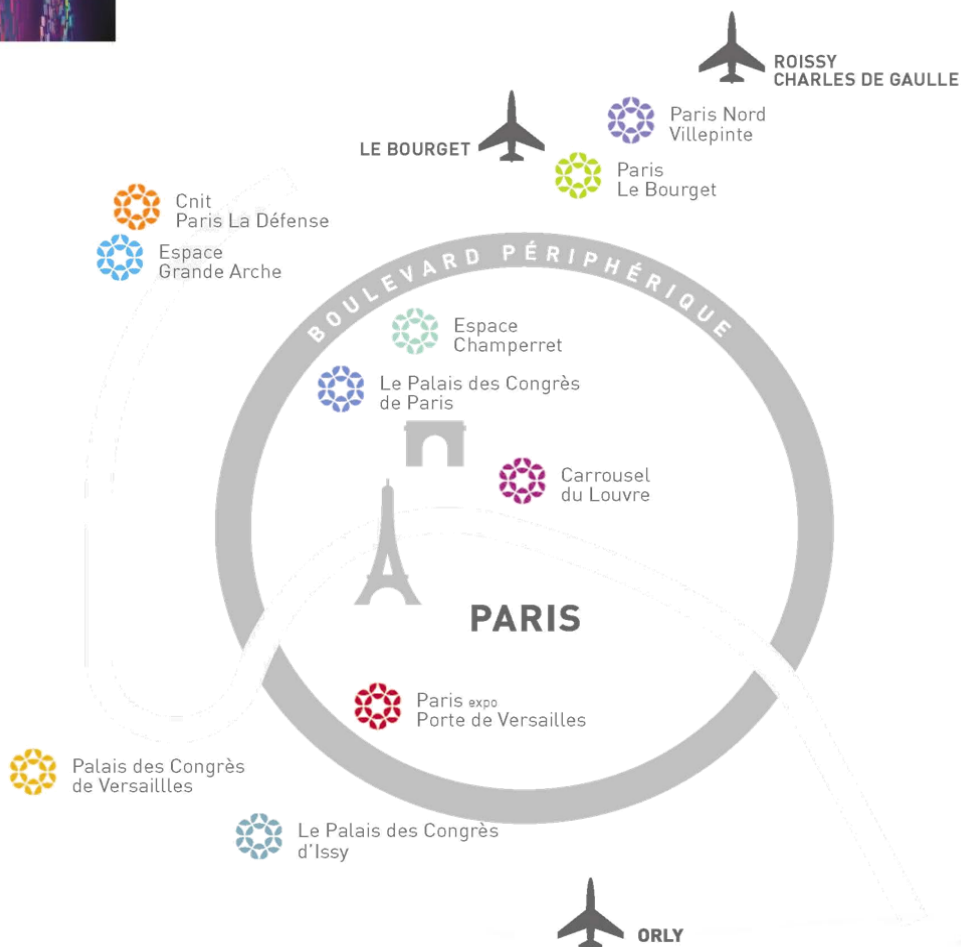 ROISSY
CHARLES DE GAULLE
Paris Nord
Villepinte
LE BOURGET
Paris
Le Bourget
Cnit
Paris La Défense
Espace
Grande Arche
BOULEVARD PÉRIPHÉRIQUE
Espace
Champerret
Le Palais des Congrès
de Paris
Carrousel
du Louvre
PARIS
Paris expo
Porte de Versailles
Palais des Congrès
de Versaillles
Le Palais des Congrès
d'Issy
ORLY